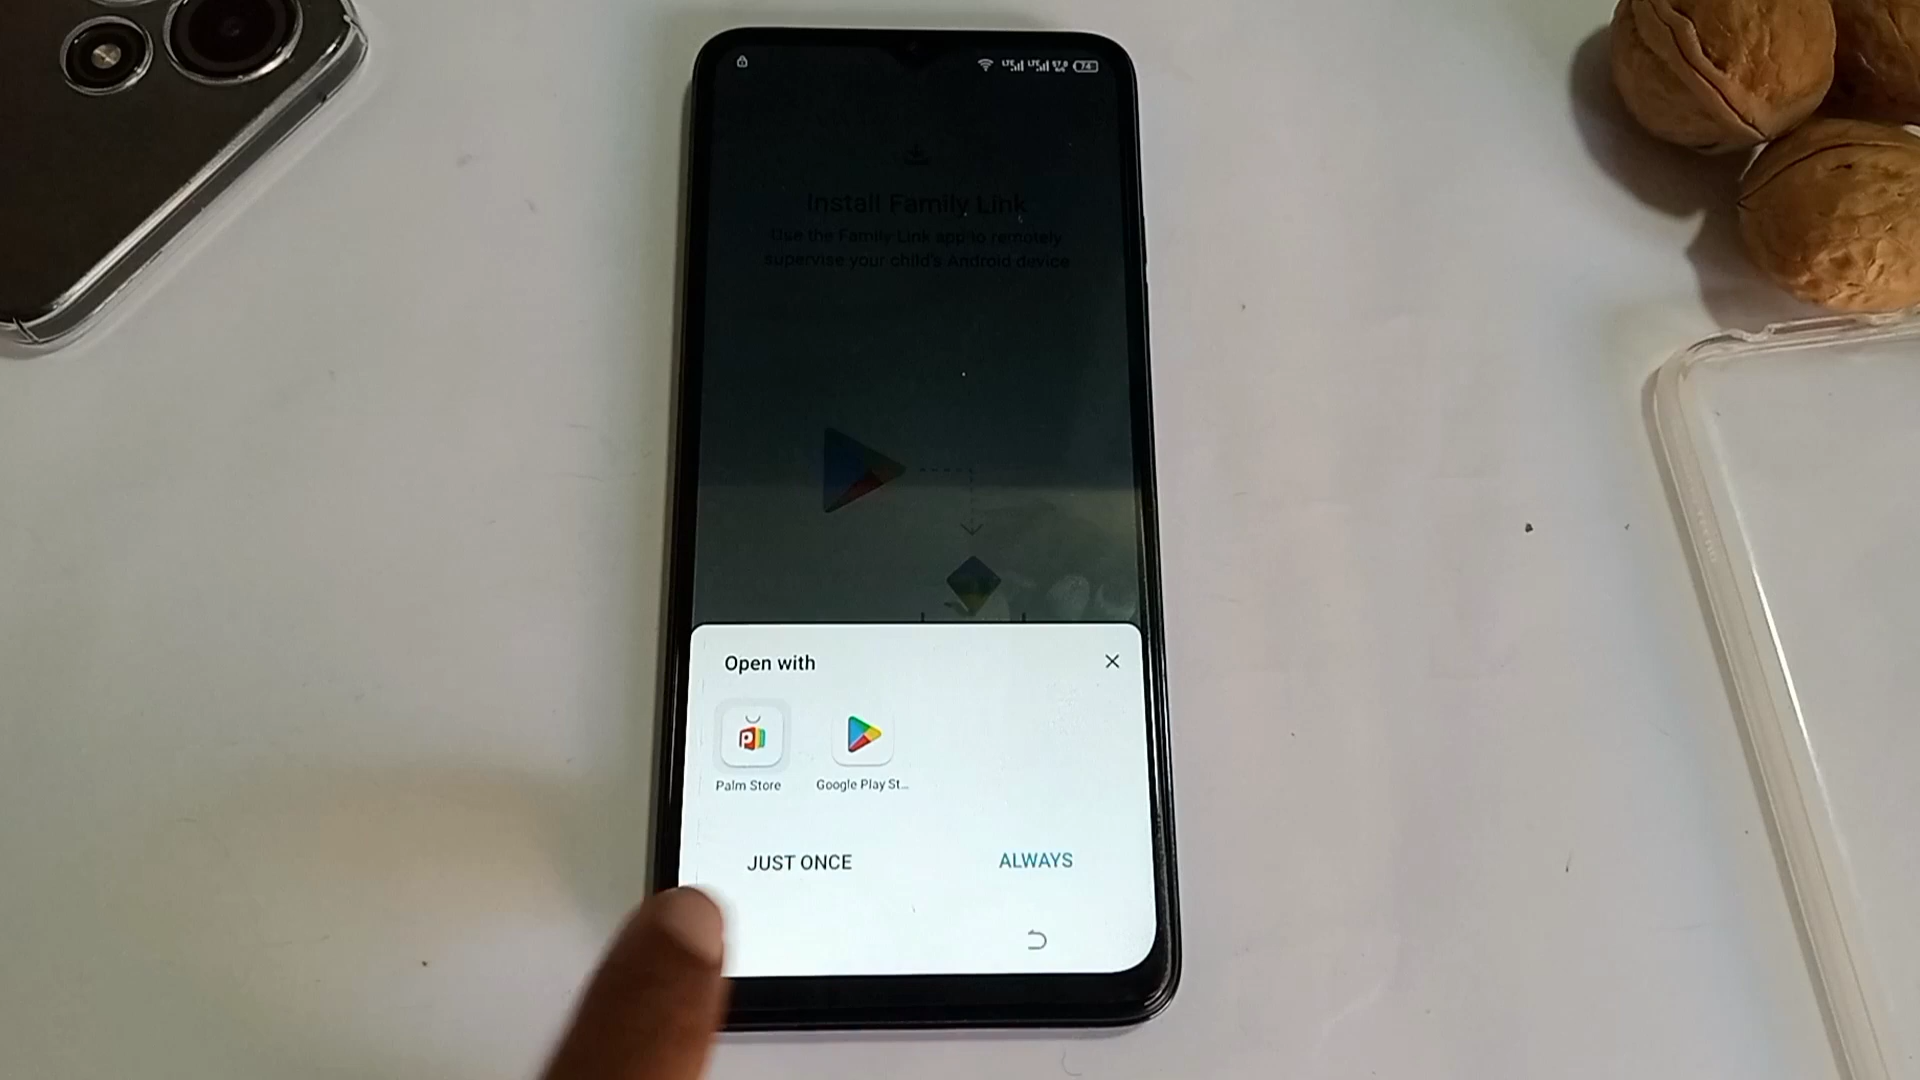 74
Install Family Link
Use the Family Link app to remotely
supervise your child's Android device
Open with
Palm Store
Google Play St...
JUST ONCE
ALWAYS